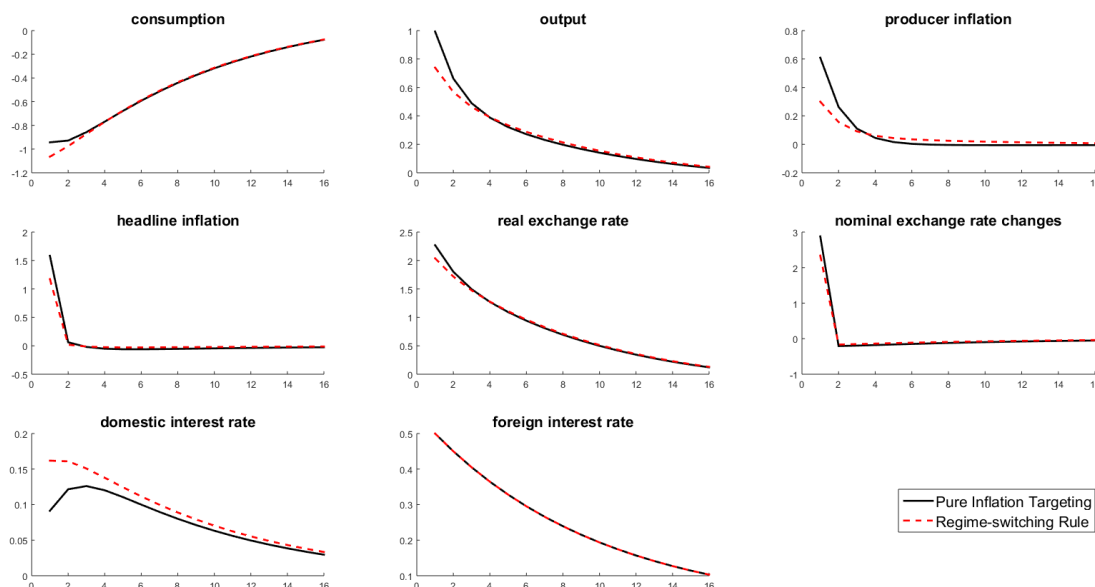 consumption
output
producer inflation
0
-0.2
-0.4
-0.6
-0.8
-1
-1.2
0 2 4 6 8 10 12 14 16
1
0.8
0.6
0.4
0.2
0
0 2 4 6 8 10 12 14 16
0.8
0.6
0.4
0.2
0
-0.2
0 2 4 6 8 10 12 14 16
headline inflation
real exchange rate
nominal exchange rate changes
2
1.5
1
0.5
0
-0.5
0 2 4 6 8 10 12 14 16
2.5
2
1.5
1
0.5
0
0 2 4 6 8 10 12 14 16
3
2
1
0
-1
0 2 4 6 8 10 12 14 16
domestic interest rate
foreign interest rate
0.2
0.15
0.1
0.05
0
0 2 4 6 8 10 12 14 16
0.5
0.4
0.3
0.2
0.1
0 2 4 6 8 10 12 14 16
Pure Inflation Targeting
Regime-switching Rule